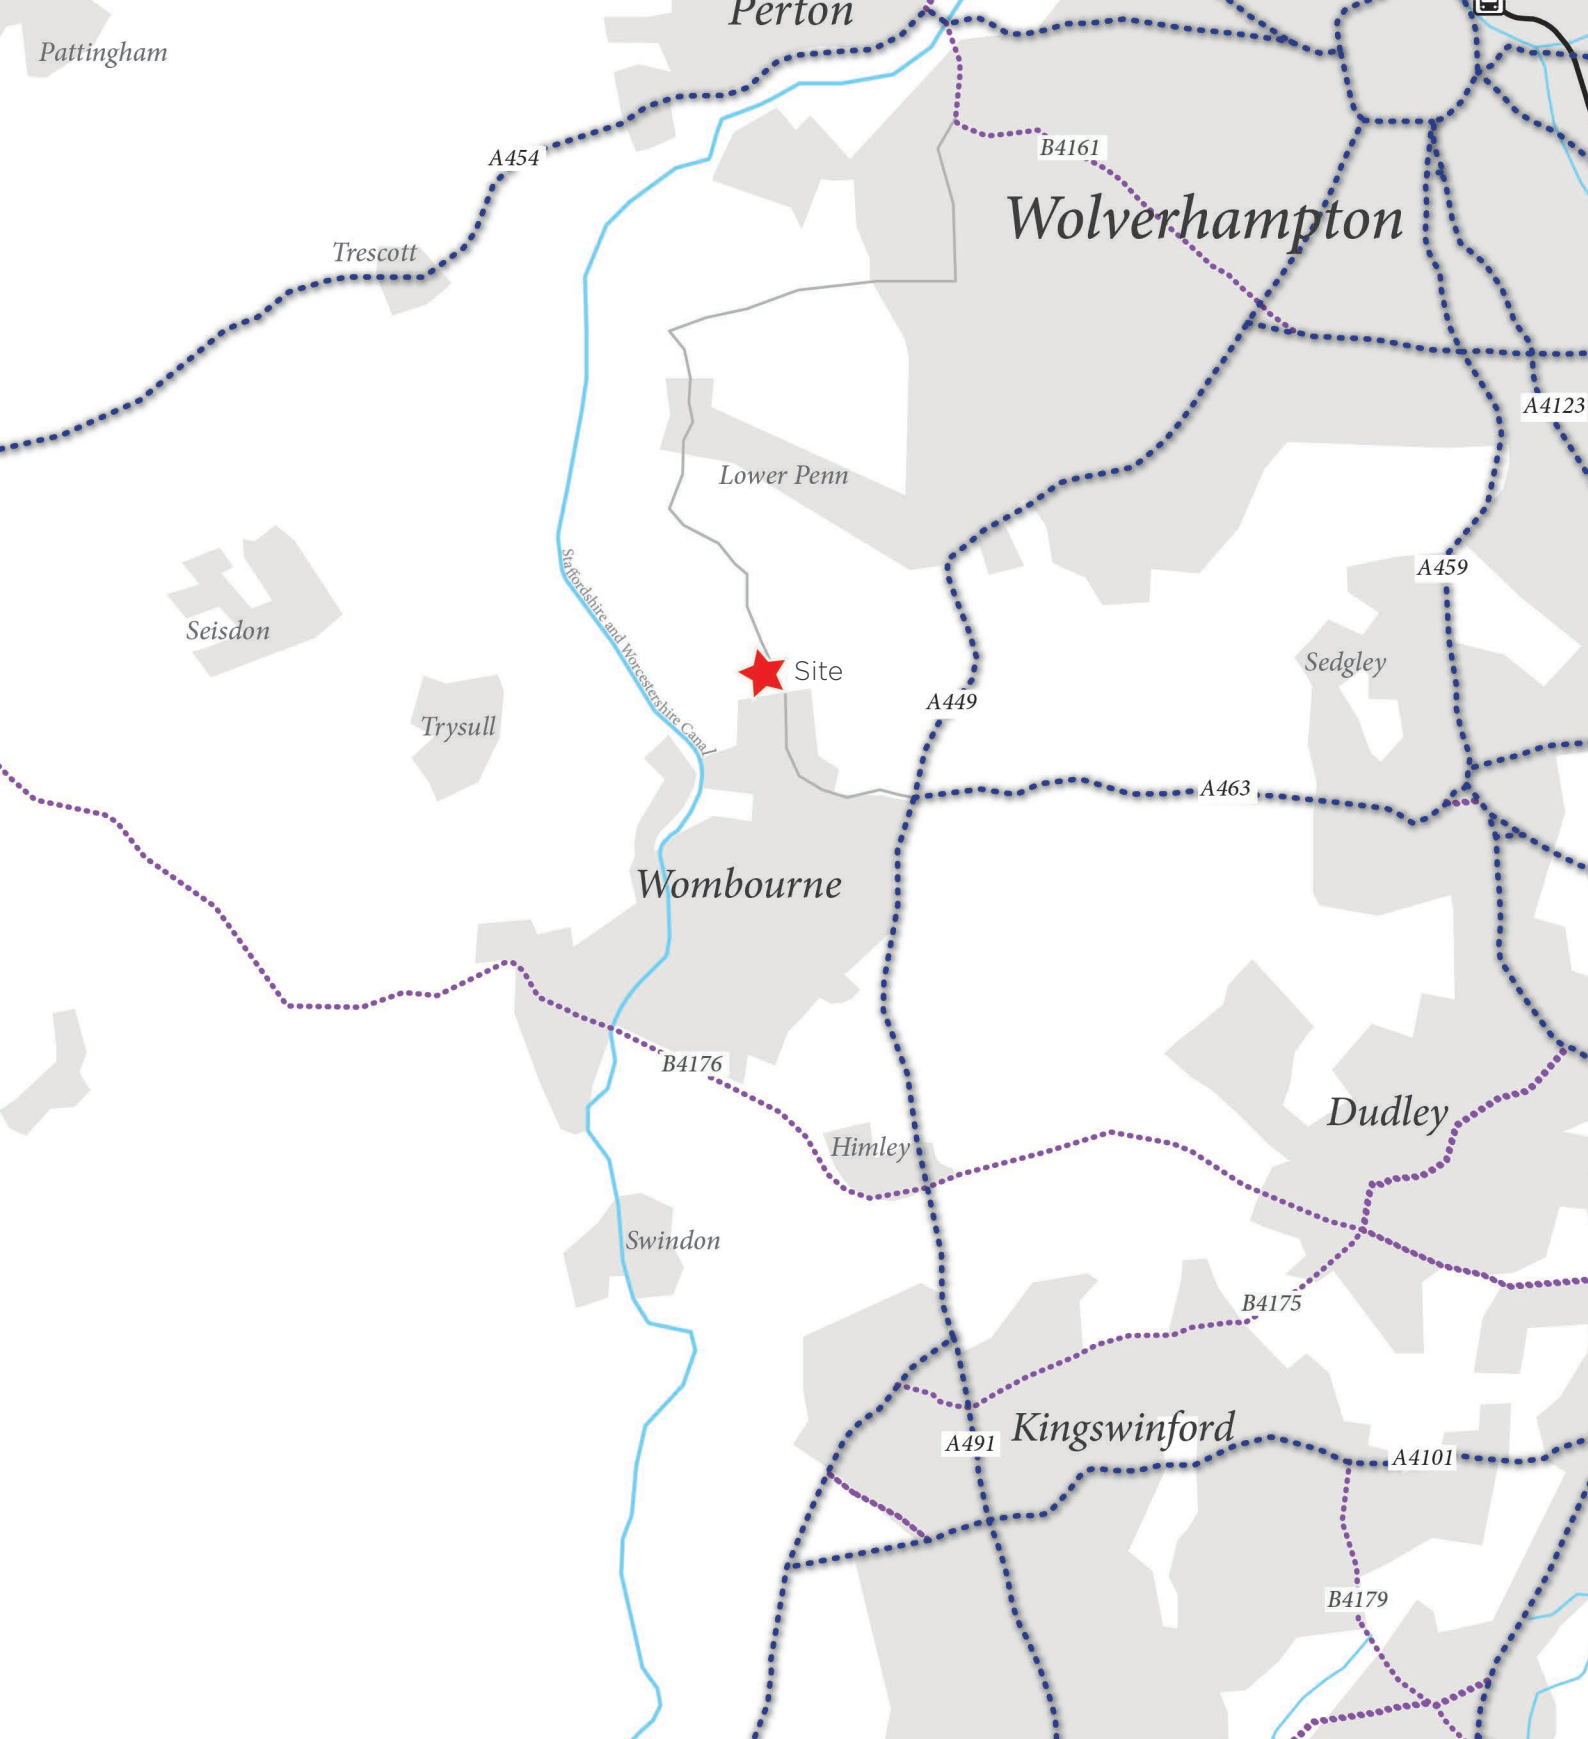 Perton
Pattingham
B4161
A454
Wolverhampton
Trescott
A4123
Lower Penn
A459
Staffordshire and Worcestershire Canal
Seisdon
Sedgley
Site
A449
Trysull
A463
Wombourne
B4176
Dudley
Himley
Swindon
B4175
Kingswinford
A491
A4101
B4179